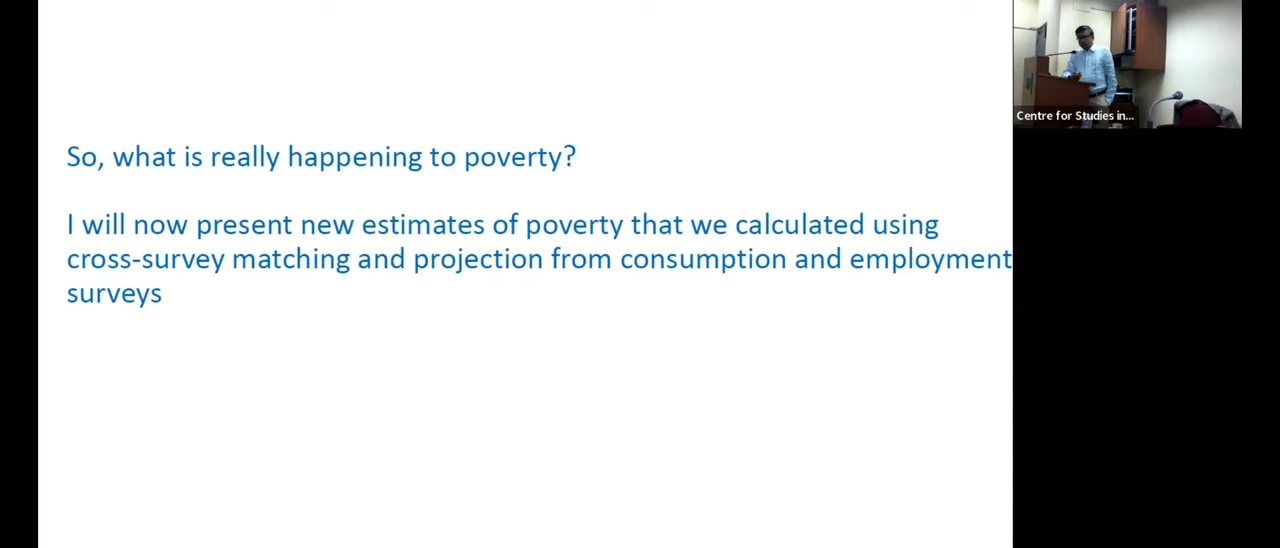 So, what is really happening to poverty?
I will now present new estimates of poverty that we calculated using
cross-survey matching and projection from consumption and employment
surveys
Centre for Studies in...